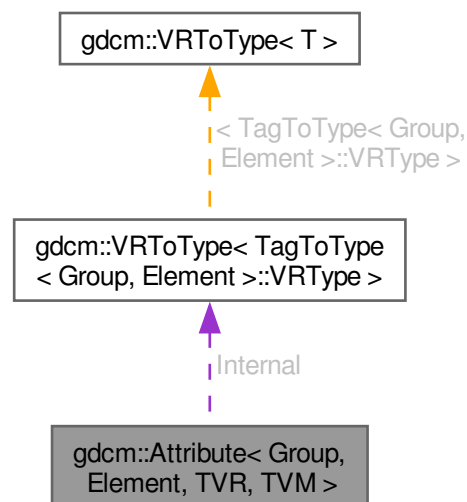 gdcm::VRToType< T >
< TagToType< Group,
Element >::VRType >
gdcm::VRToType< TagToType
< Group, Element >::VRType >
Internal
gdcm::Attribute< Group,
Element, TVR, TVM >